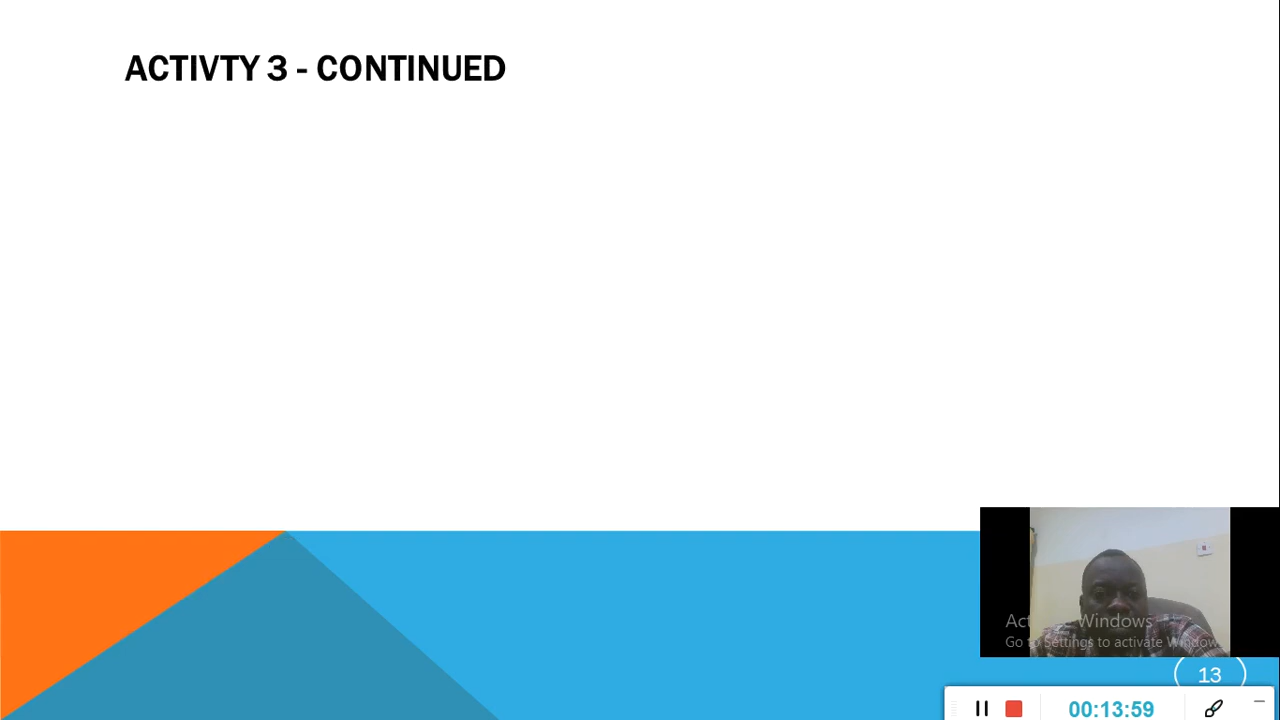 ACTIVTY 3 - CONTINUED
Activate Windows
Go to Settings to activate Windows
13
00:13:59